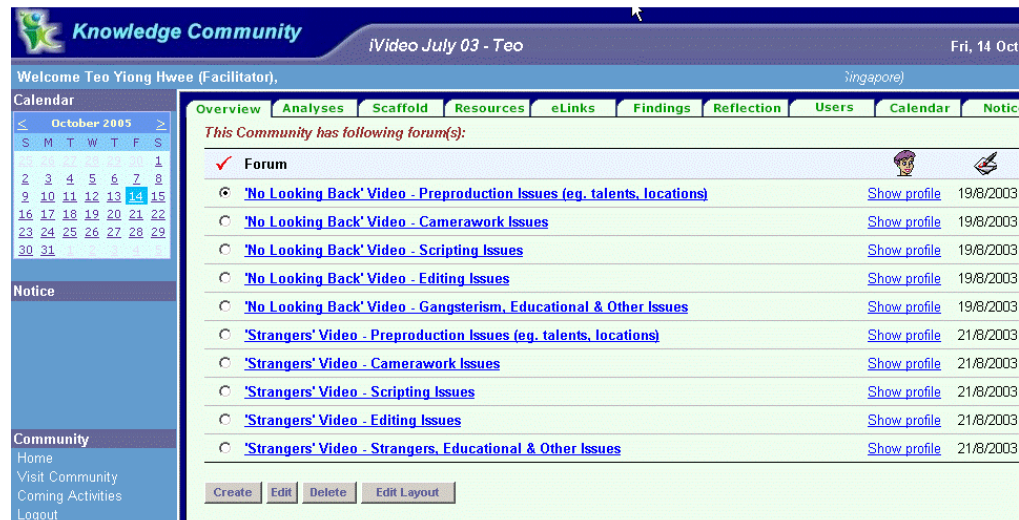 Knowledge Community
iVideo July 03 - Teo
Fri, 14 Oct
Welcome Teo Yiong Hwee (Facilitator),
Singapore)
Calendar
< October 2005 >
S M T W T F S
25 26 27 28 29 30 1
2 3 4 5 6 7 8
9 10 11 12 13 14 15
16 17 18 19 20 21 22
23 24 25 26 27 28 29
30 31 1 2 3 4 5
Notice
Community
Home
Visit Community
Coming Activities
Logout
Overview Analyses Scaffold Resources eLinks Findings Reflection Users Calendar Notic
This Community has following forum(s):
Forum
'No Looking Back' Video - Preproduction Issues (eg. talents, locations) Show profile 19/8/2003
'No Looking Back' Video - Camerawork Issues Show profile 19/8/2003
'No Looking Back' Video - Scripting Issues Show profile 19/8/2003
'No Looking Back' Video - Editing Issues Show profile 19/8/2003
'No Looking Back' Video - Gangsterism, Educational & Other Issues Show profile 19/8/2003
'Strangers' Video - Preproduction Issues (eg. talents, locations) Show profile 21/8/2003
'Strangers' Video - Camerawork Issues Show profile 21/8/2003
'Strangers' Video - Scripting Issues Show profile 21/8/2003
'Strangers' Video - Editing Issues Show profile 21/8/2003
'Strangers' Video - Strangers, Educational & Other Issues Show profile 21/8/2003
Create Edit Delete Edit Layout